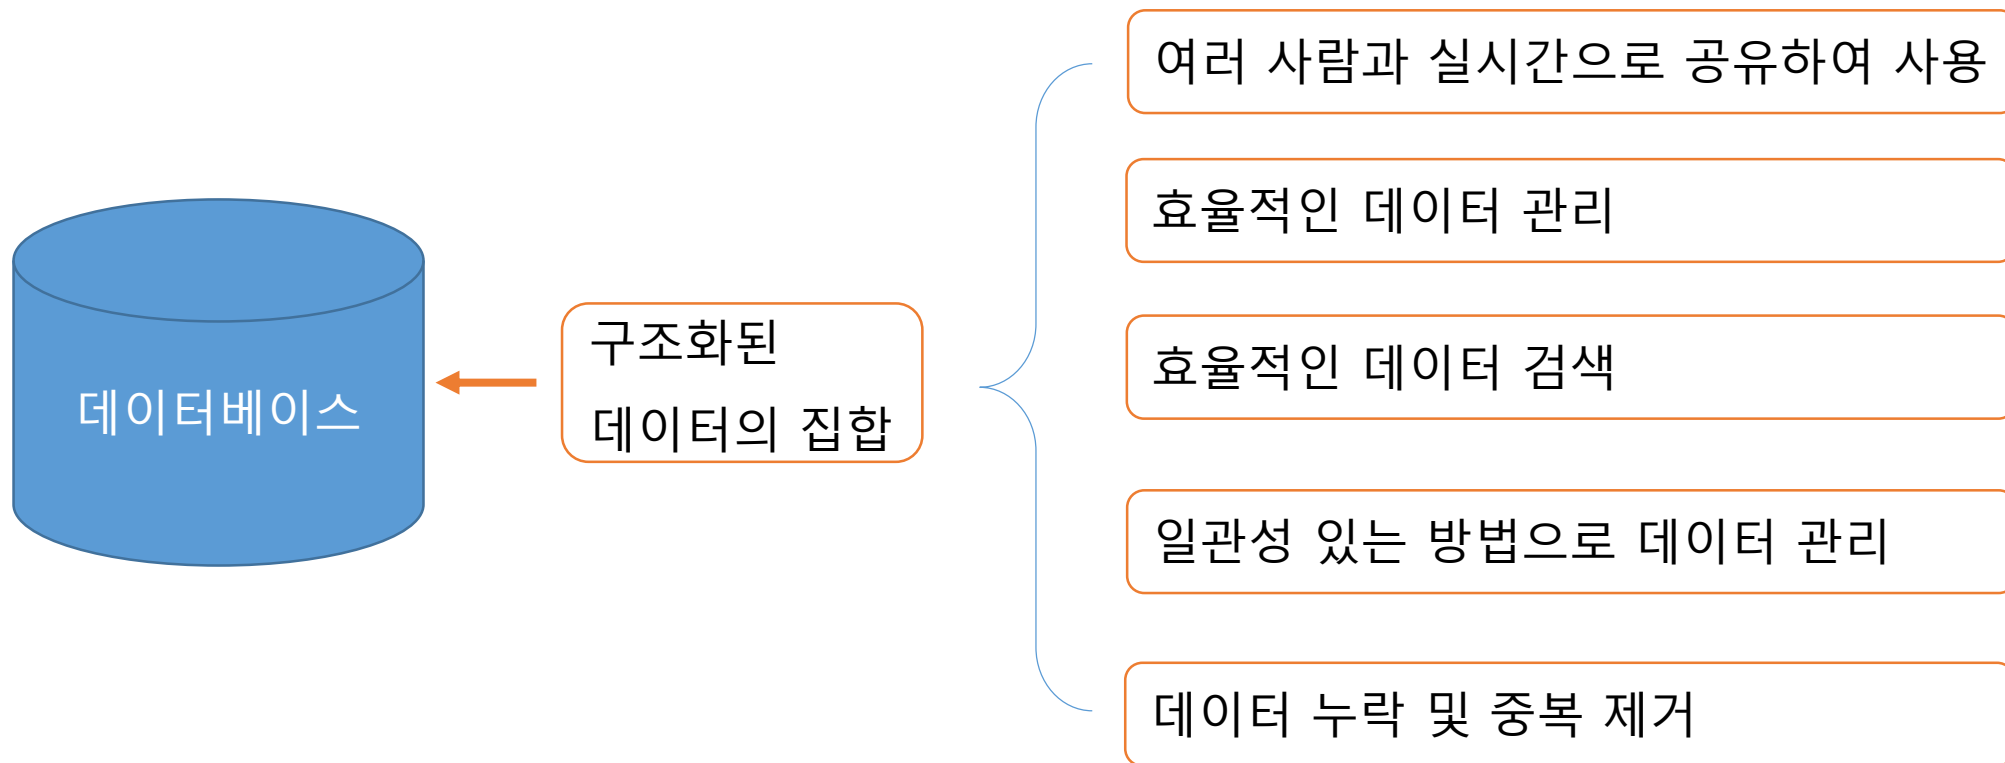 데이터베이스
구조화된
데이터의 집합
여러 사람과 실시간으로 공유하여 사용
효율적인 데이터 관리
효율적인 데이터 검색
일관성 있는 방법으로 데이터 관리
데이터 누락 및 중복 제거